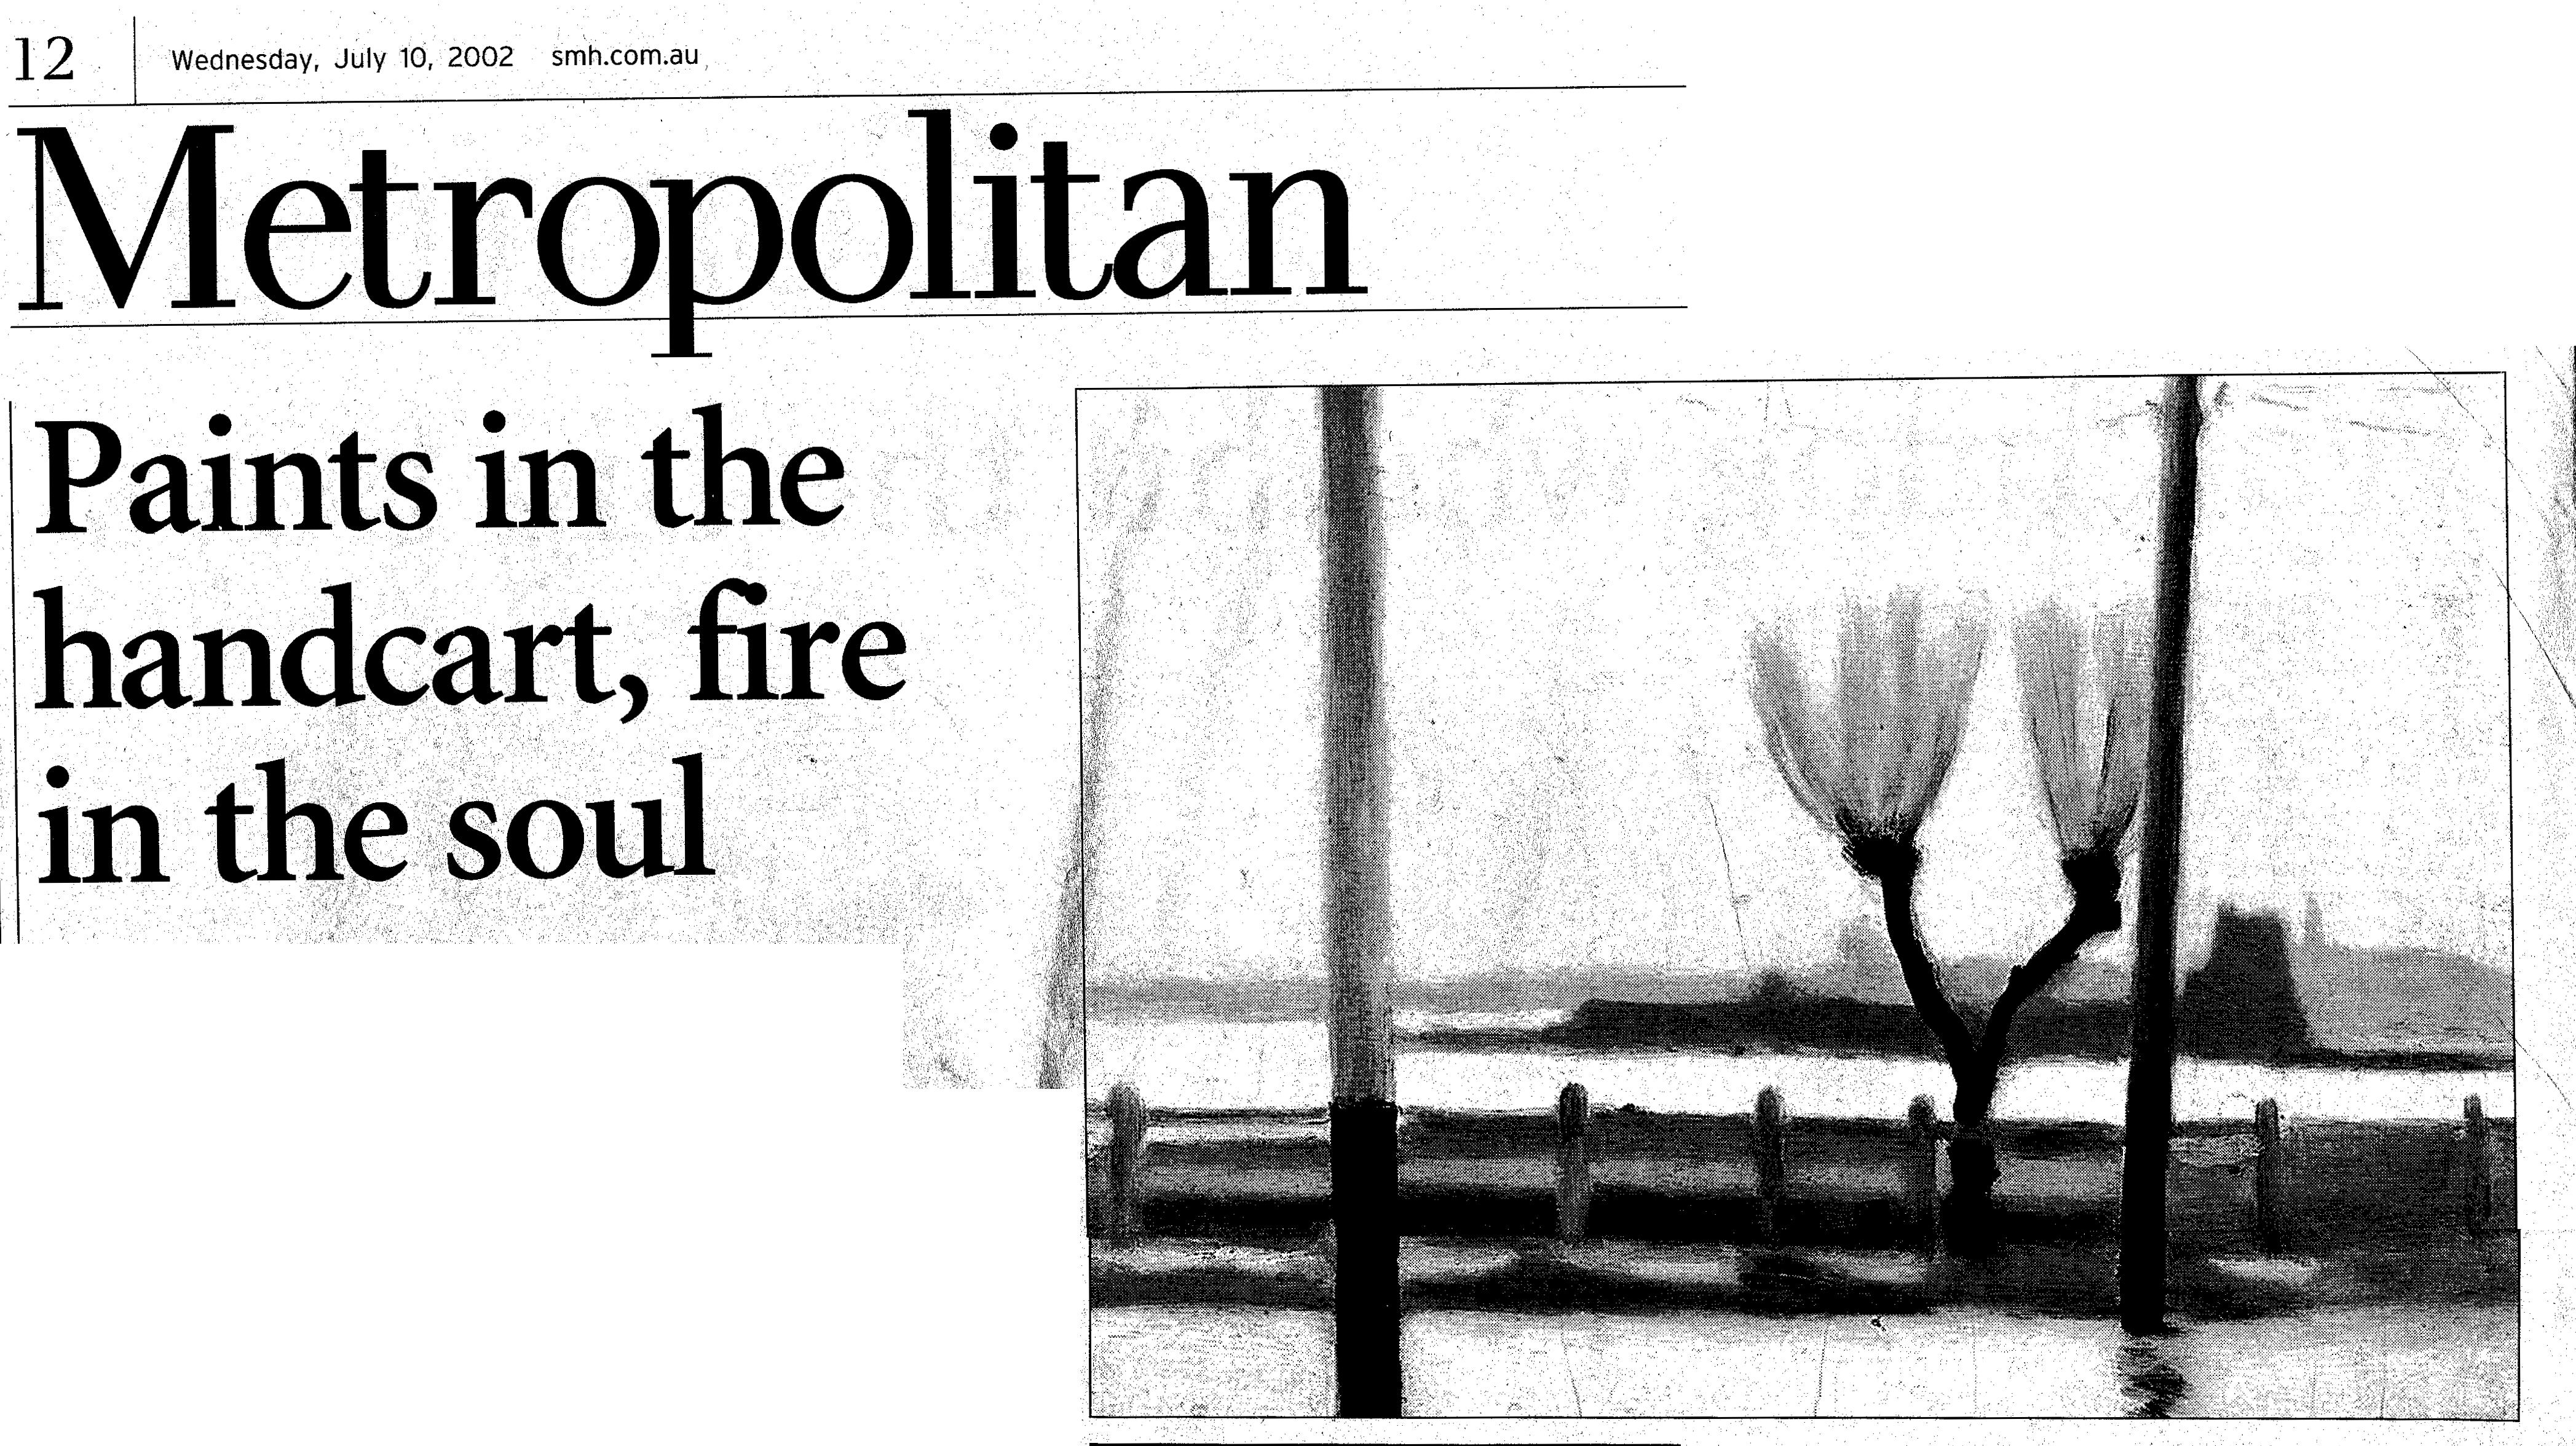 12 Wednesday, July 10, 2002 smh.com.au
Metropolitan
Paints in the
handcart, fire
in the soul